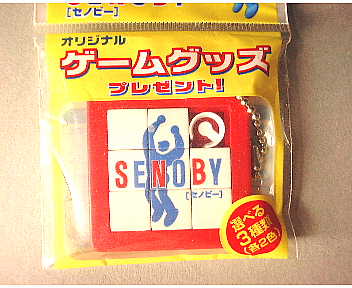 [セノビー]
オリジナル
ゲームグッズ
プレゼント!
SENOBY
[セノビー]
選べる
3種類
(各2色)